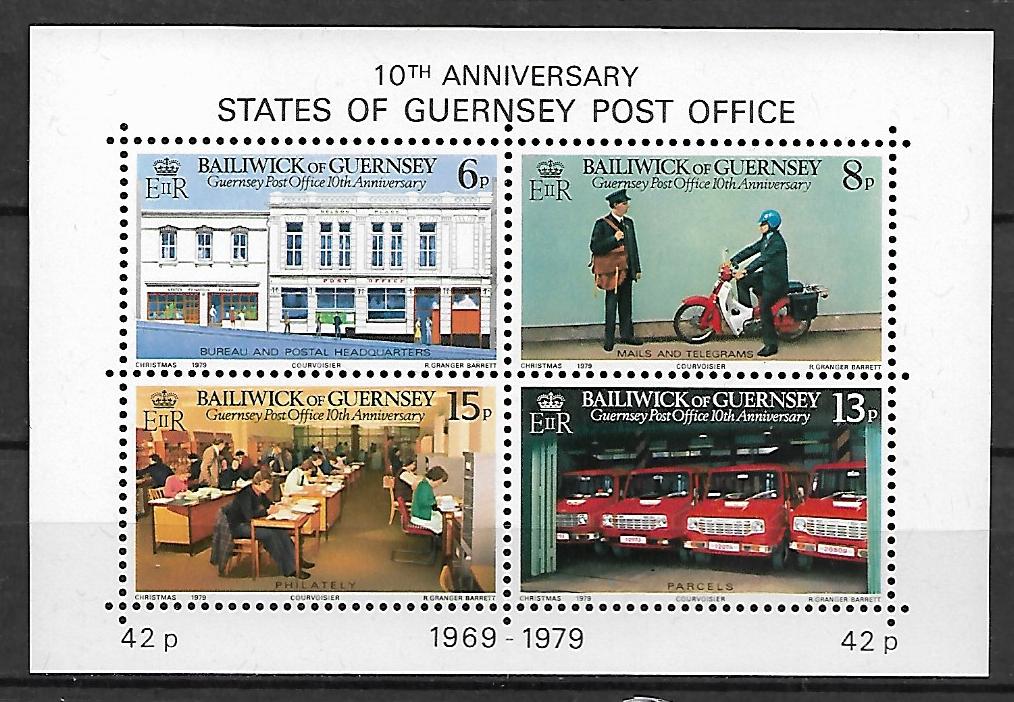 10TH ANNIVERSARY
STATES OF GUERNSEY POST OFFICE
EIIR
BAILIWICK OF GUERNSEY
Guernsey Post Office 10th Anniversary
6p
NELSON PLACE
POST OFFICE
BUREAU AND POSTAL HEADQUARTERS
CHRISTMAS 1979 COURVOISIER R.GRANGER BARRETT
EIIR
BAILIWICK OF GUERNSEY
Guernsey Post Office 10th Anniversary
8p
MAILS AND TELEGRAMS
CHRISTMAS 1979 COURVOISIER R.GRANGER BARRETT
EIIR
BAILIWICK OF GUERNSEY
Guernsey Post Office 10th Anniversary
15p
PHILATELY
CHRISTMAS 1979 COURVOISIER R.GRANGER BARRETT
EIIR
BAILIWICK OF GUERNSEY
Guernsey Post Office 10th Anniversary
13p
PARCELS
CHRISTMAS 1979 COURVOISIER R.GRANGER BARRETT
42 p 1969 - 1979 42 p